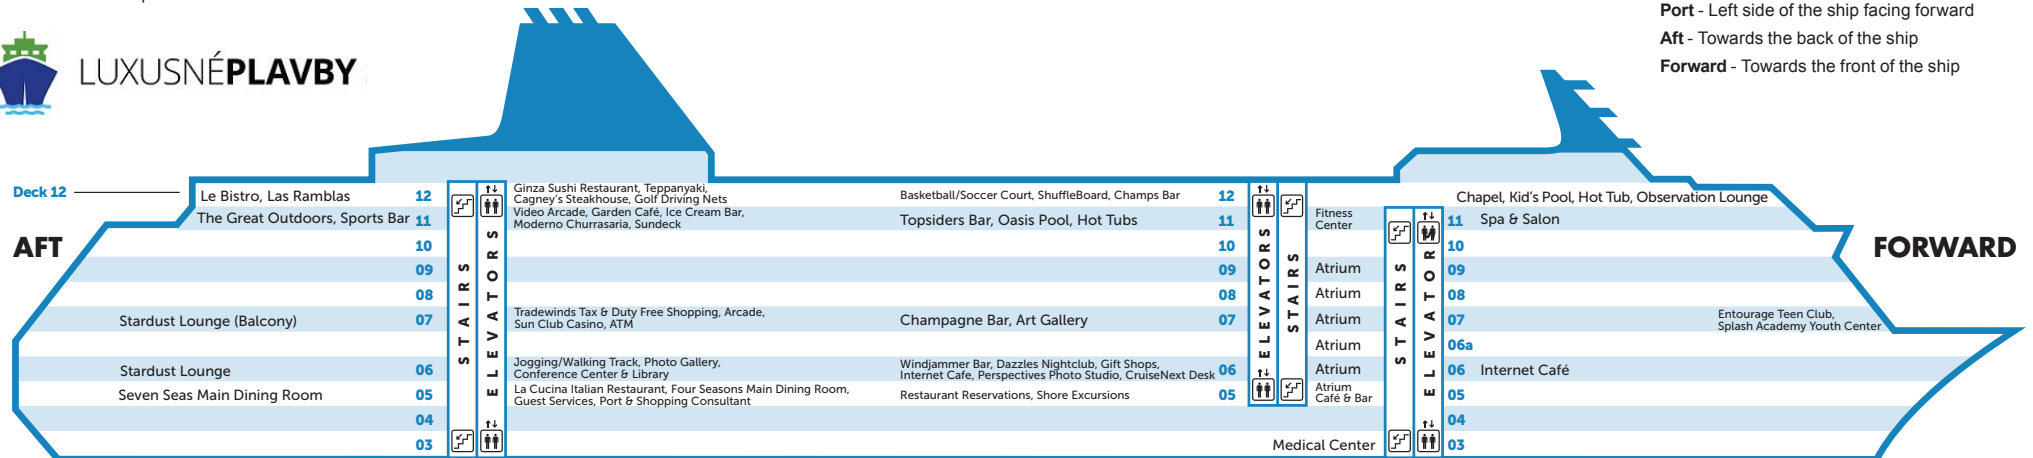 Port - Left side of the ship facing forward
Aft - Towards the back of the ship
Forward - Towards the front of the ship
LUXUSNÉPLAVBY
Deck 12
AFT
FORWARD
Le Bistro, Las Ramblas
12
The Great Outdoors, Sports Bar
11
10
09
08
Stardust Lounge (Balcony)
07
Stardust Lounge
06
Seven Seas Main Dining Room
05
04
03
STAIRS
ELEVATORS
Ginza Sushi Restaurant, Teppanyaki,
Cagney's Steakhouse, Golf Driving Nets
Video Arcade, Garden Café, Ice Cream Bar,
Moderno Churrasaria, Sundeck
Tradewinds Tax & Duty Free Shopping, Arcade,
Sun Club Casino, ATM
Jogging/Walking Track, Photo Gallery,
Conference Center & Library
La Cucina Italian Restaurant, Four Seasons Main Dining Room,
Guest Services, Port & Shopping Consultant
Basketball/Soccer Court, ShuffleBoard, Champs Bar
12
Topsiders Bar, Oasis Pool, Hot Tubs
11
10
09
08
Champagne Bar, Art Gallery
07
Windjammer Bar, Dazzles Nightclub, Gift Shops,
Internet Cafe, Perspectives Photo Studio, CruiseNext Desk
06
Restaurant Reservations, Shore Excursions
05
ELEVATORS
STAIRS
Fitness
Center
Atrium
Atrium
Atrium
Atrium
Atrium
Atrium
Café & Bar
Medical Center
STAIRS
ELEVATOR
Chapel, Kid's Pool, Hot Tub, Observation Lounge
11
Spa & Salon
10
09
08
07
Entourage Teen Club,
Splash Academy Youth Center
06a
06
Internet Café
05
04
03